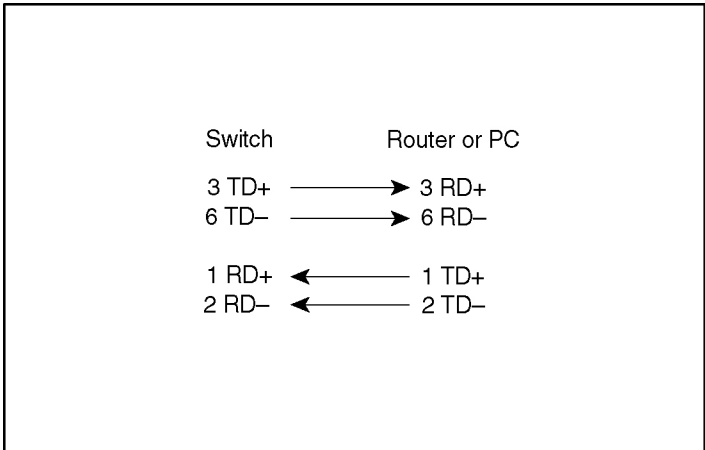 Switch Router or PC
3 TD+ 3 RD+
6 TD– 6 RD–
1 RD+ 1 TD+
2 RD– 2 TD–